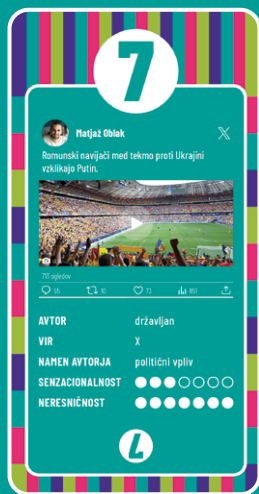 7
Matjaž Oblak
Romunski navijači med tekmo proti Ukrajini
vzklikajo Putin.
AVTOR državljan
VIR X
NAMEN AVTORJA politični vpliv
SENZACIONALNOST
NERESNIČNOST